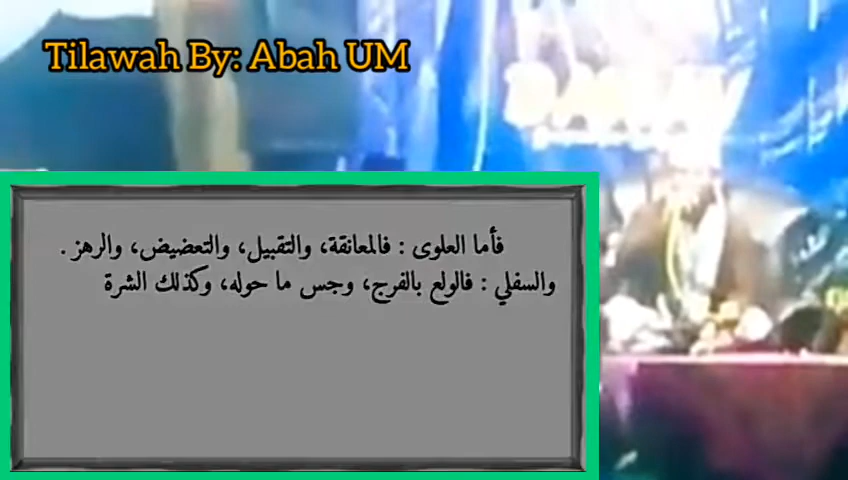 Tilawah By: Abah UM
فأما العلوى : فالمعانقة، والتقبيل، والتعضيض، والرهز .
والسفلي : فالولع بالفرج، وجس ما حوله، وكذلك الشرة